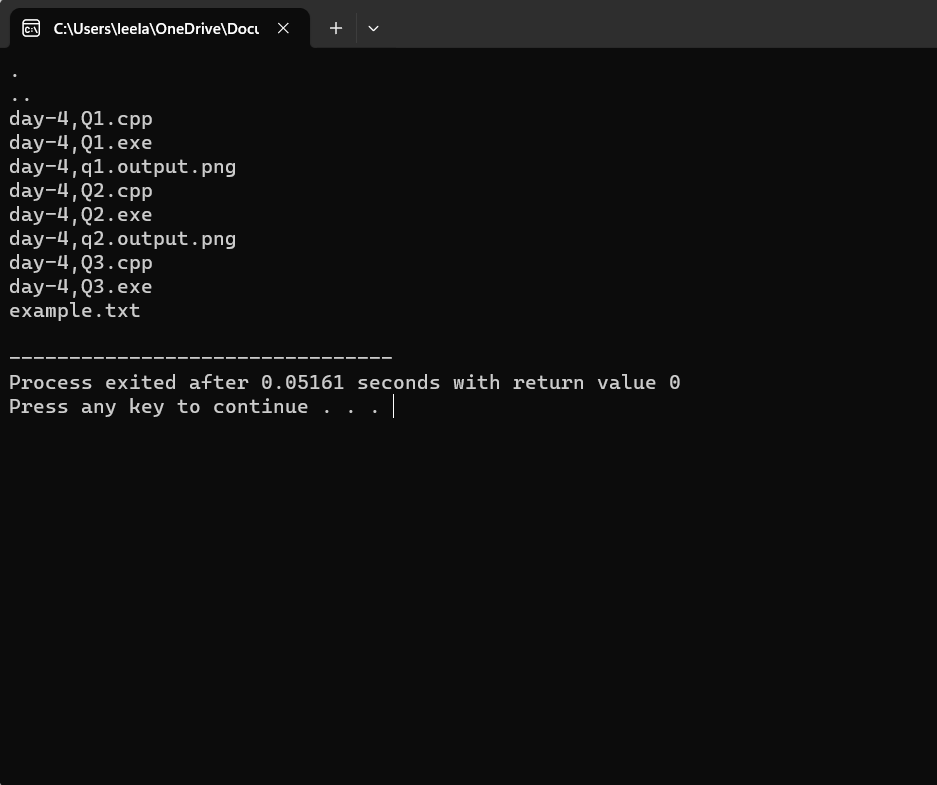 C:\Users\leela\OneDrive\Docu
.
..
day-4,Q1.cpp
day-4,Q1.exe
day-4,q1.output.png
day-4,Q2.cpp
day-4,Q2.exe
day-4,q2.output.png
day-4,Q3.cpp
day-4,Q3.exe
example.txt
--------------------------------
Process exited after 0.05161 seconds with return value 0
Press any key to continue . . .